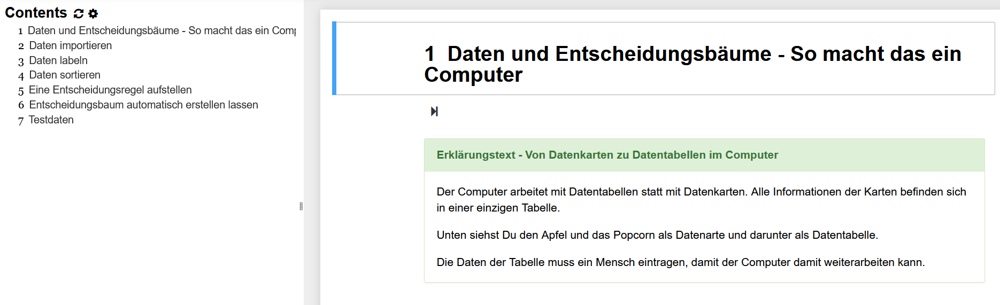 Contents
1 Daten und Entscheidungsbäume - So macht das ein Comp
2 Daten importieren
3 Daten labeln
4 Daten sortieren
5 Eine Entscheidungsregel aufstellen
6 Entscheidungsbaum automatisch erstellen lassen
7 Testdaten
1 Daten und Entscheidungsbäume - So macht das ein
Computer
Erklärungstext - Von Datenkarten zu Datentabellen im Computer
Der Computer arbeitet mit Datentabellen statt mit Datenkarten. Alle Informationen der Karten befinden sich
in einer einzigen Tabelle.
Unten siehst Du den Apfel und das Popcorn als Datenarte und darunter als Datentabelle.
Die Daten der Tabelle muss ein Mensch eintragen, damit der Computer damit weiterarbeiten kann.